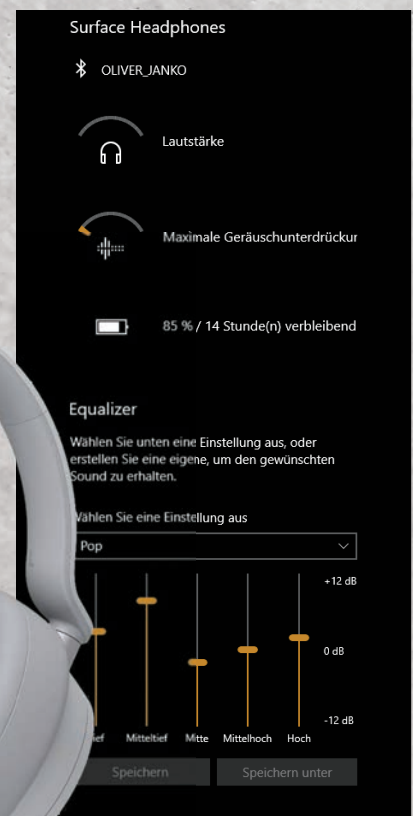 Surface Headphones
OLIVER_JANKO
Lautstärke
Maximale Geräuschunterdrückur
85 % / 14 Stunde(n) verbleibend
Equalizer
Wählen Sie unten eine Einstellung aus, oder
erstellen Sie eine eigene, um den gewünschten
Sound zu erhalten.
Wählen Sie eine Einstellung aus
Pop
+12 dB
0 dB
-12 dB
ief Mitteltief Mitte Mittelhoch Hoch
Speichern Speichern unter